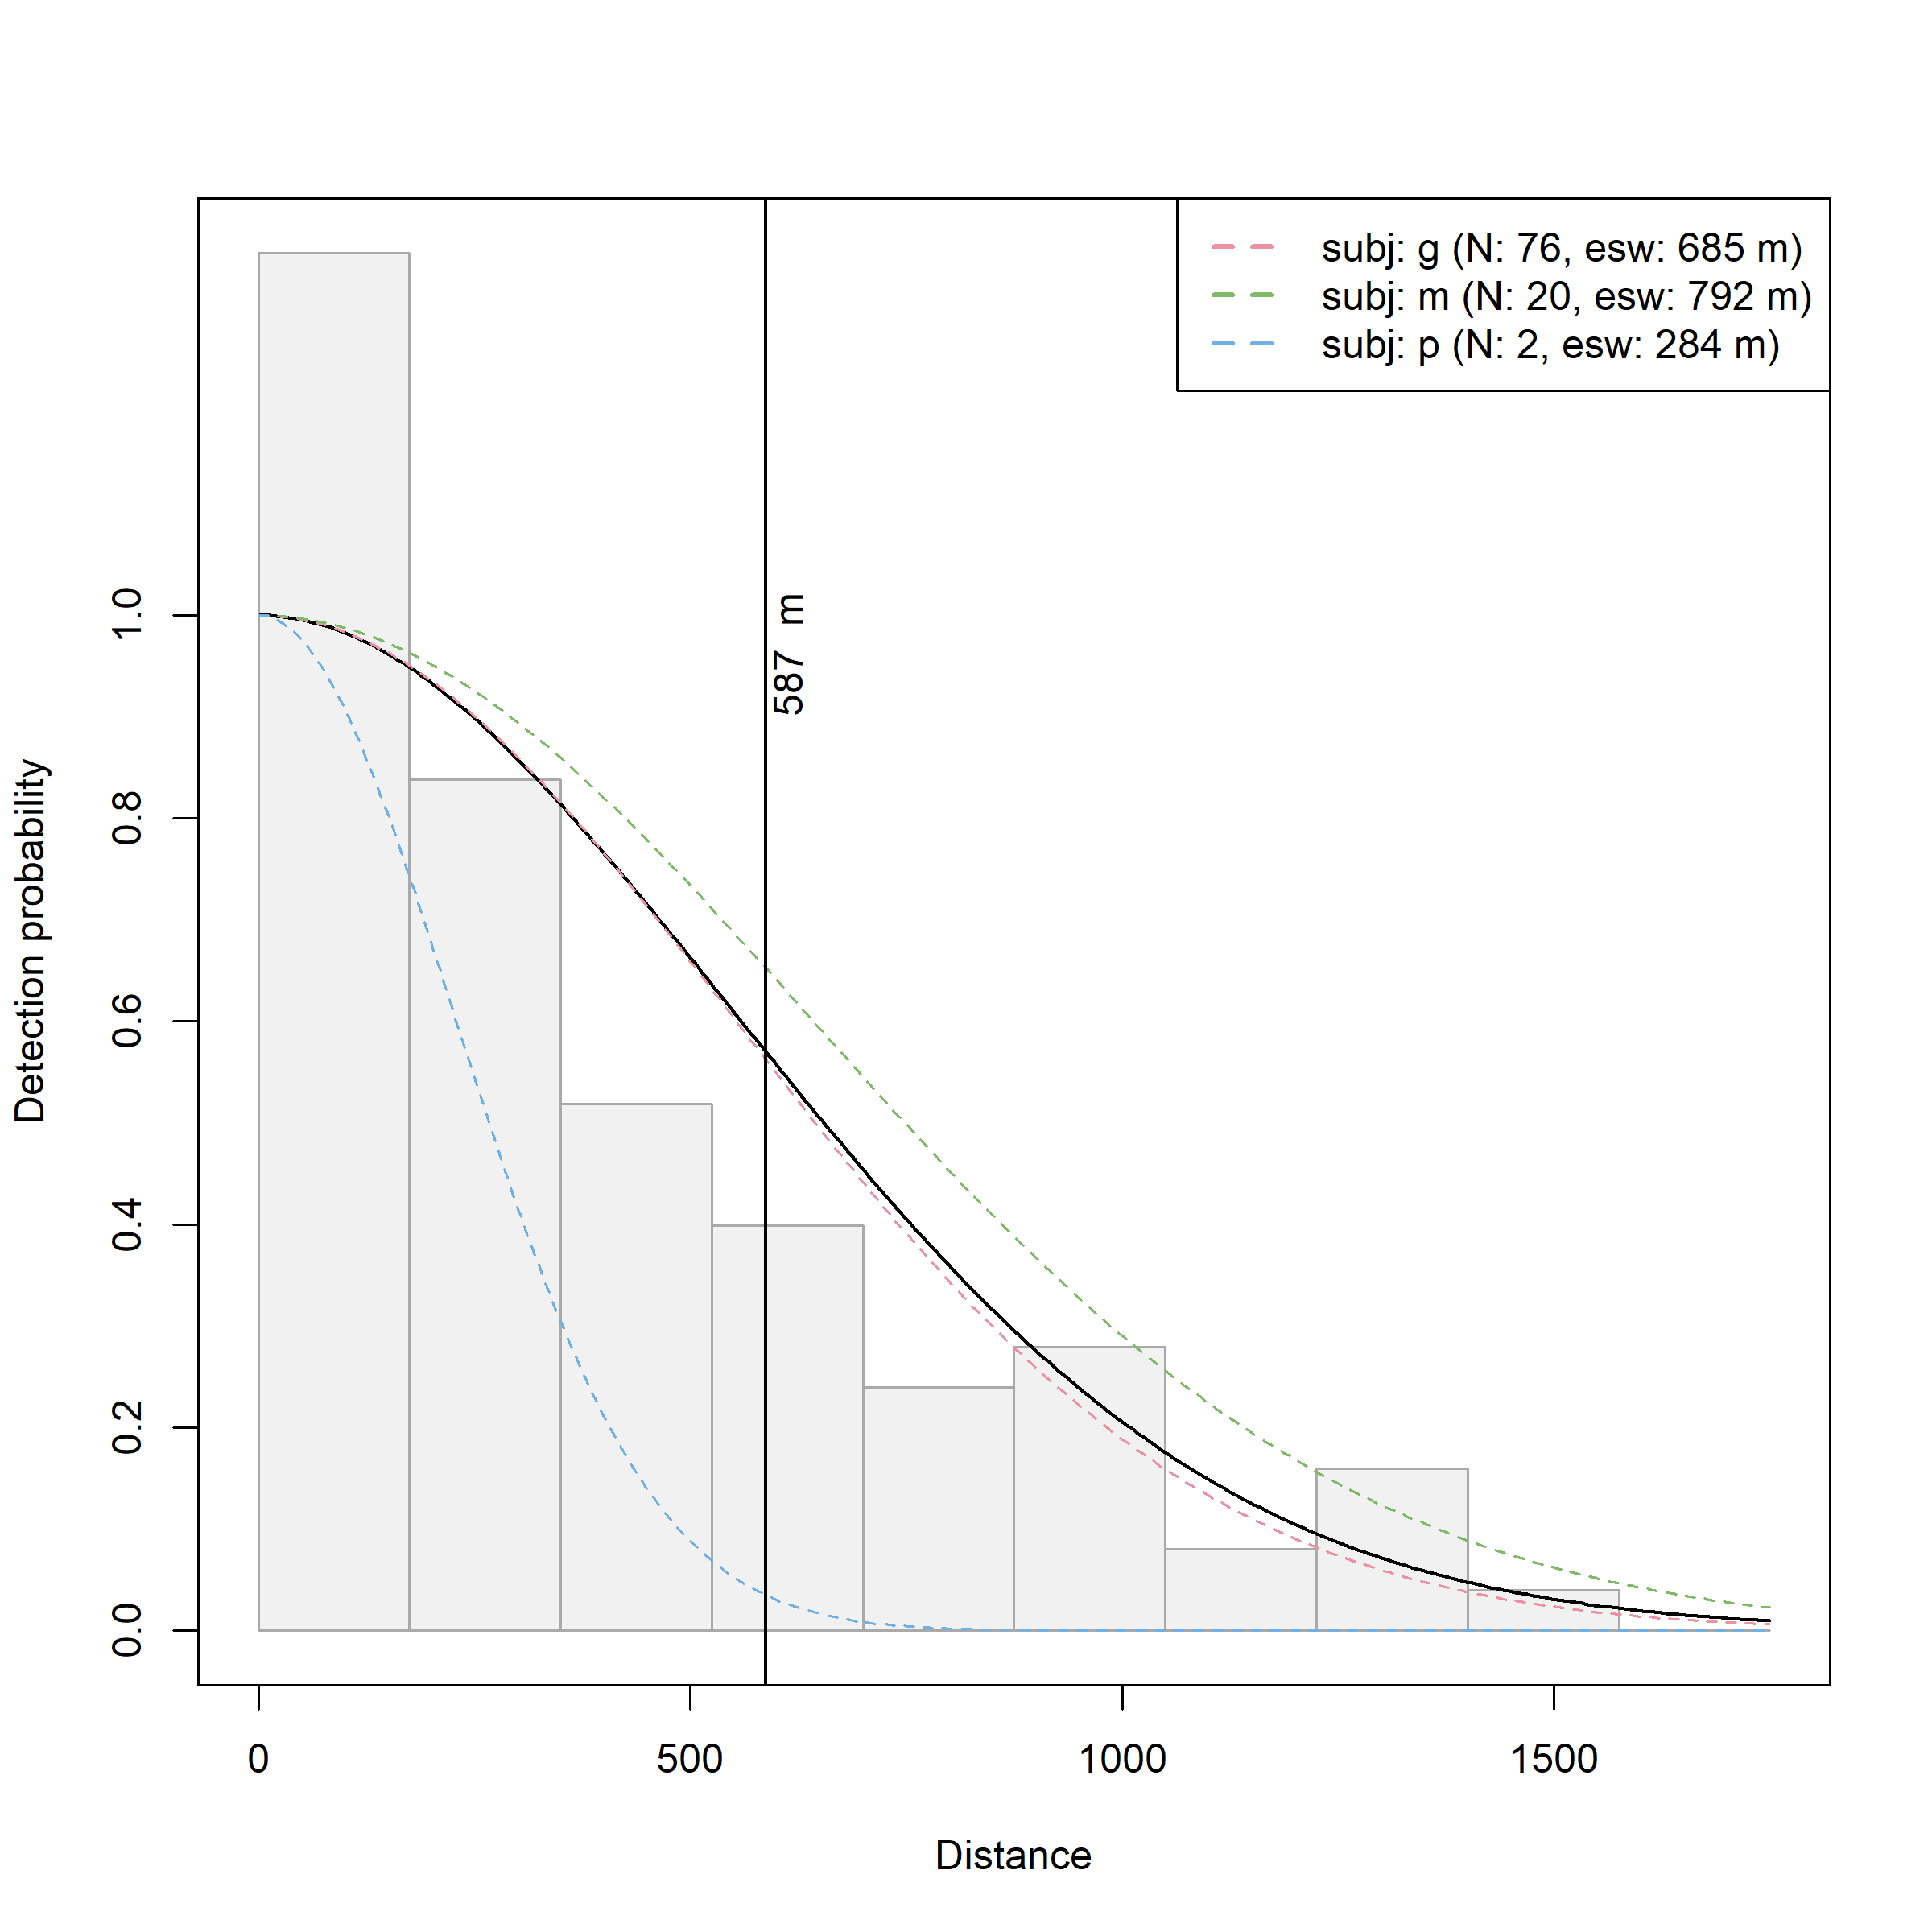 subj: g (N: 76, esw: 685 m)
subj: m (N: 20, esw: 792 m)
subj: p (N: 2, esw: 284 m)
587 m
Detection probability
1.0
0.8
0.6
0.4
0.2
0.0
0 500 1000 1500
Distance